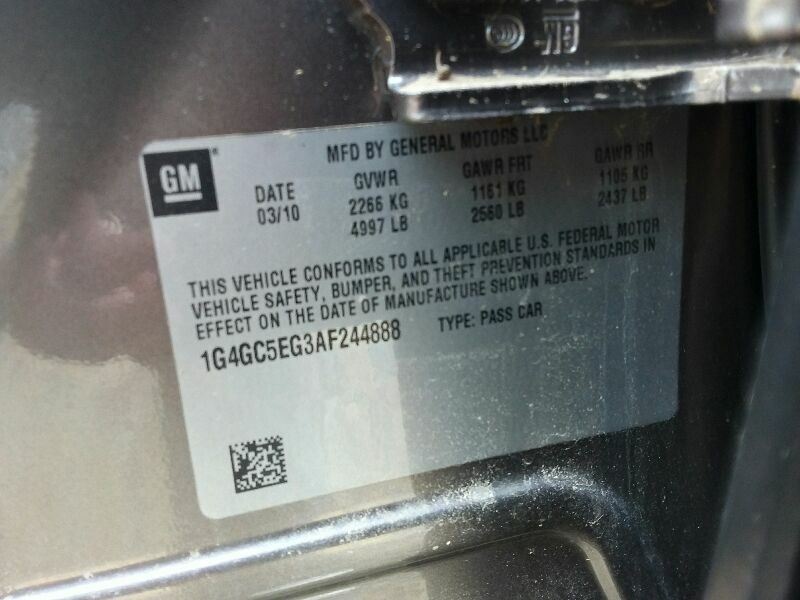 GM
MFD BY GENERAL MOTORS LLC
DATE GVWR GAWR FRT GAWR RR
03/10 2266 KG 1161 KG 1105 KG
4997 LB 2560 LB 2437 LB
THIS VEHICLE CONFORMS TO ALL APPLICABLE U.S. FEDERAL MOTOR
VEHICLE SAFETY, BUMPER, AND THEFT PREVENTION STANDARDS IN
EFFECT ON THE DATE OF MANUFACTURE SHOWN ABOVE.
1G4GC5EG3AF244888 TYPE: PASS CAR